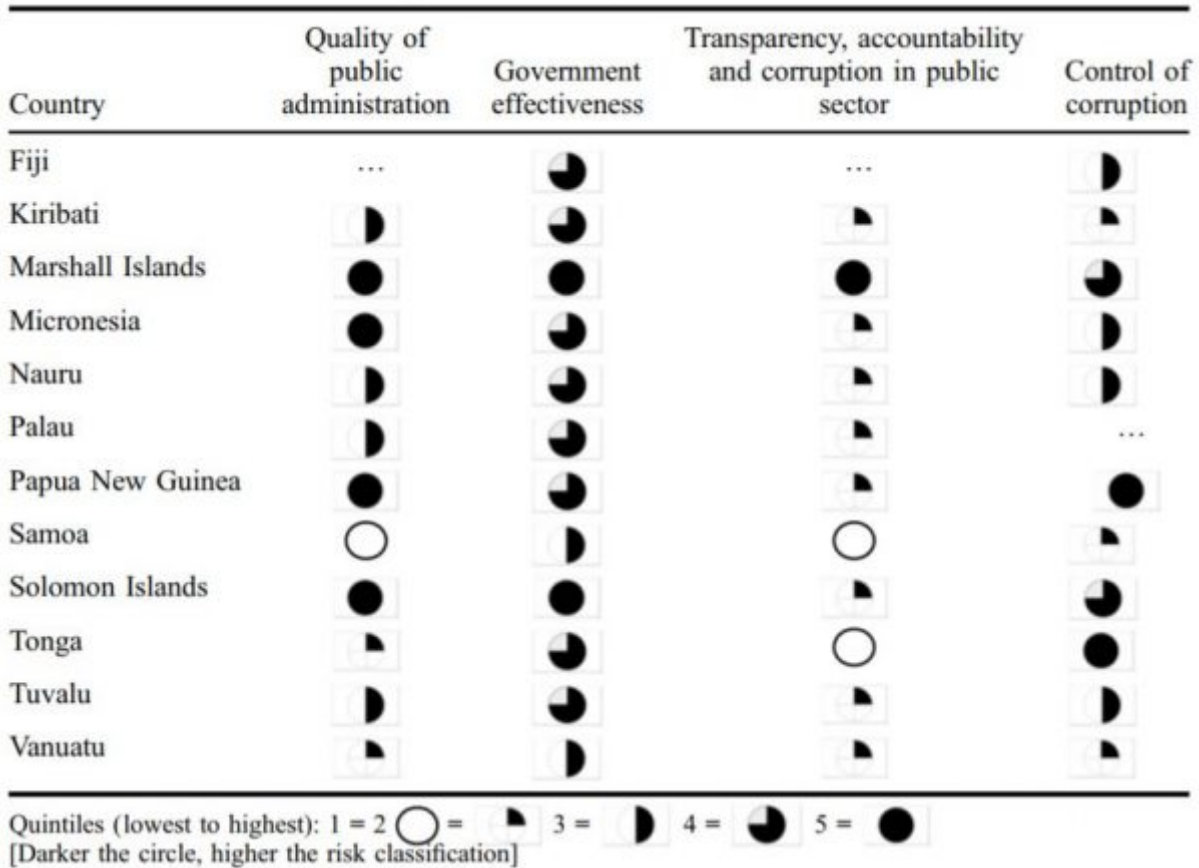 Quality of
public
administration
Government
effectiveness
Transparency, accountability
and corruption in public
sector
Control of
corruption
Country
Fiji ... ...
Kiribati
Marshall Islands
Micronesia
Nauru
Palau ...
Papua New Guinea
Samoa
Solomon Islands
Tonga
Tuvalu
Vanuatu
Quintiles (lowest to highest): 1 = 2 = 3 = 4 = 5 =
[Darker the circle, higher the risk classification]